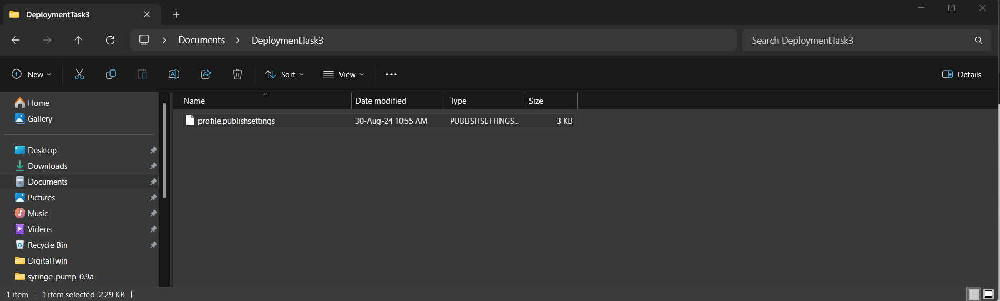 DeploymentTask3
Documents DeploymentTask3 Search DeploymentTask3
New Sort View Details
Home
Gallery
Desktop
Downloads
Documents
Pictures
Music
Videos
Recycle Bin
DigitalTwin
syringe_pump_0.9a
Name Date modified Type Size
profile.publishsettings 30-Aug-24 10:55 AM PUBLISHSETTINGS... 3 KB
1 item 1 item selected 2.29 KB